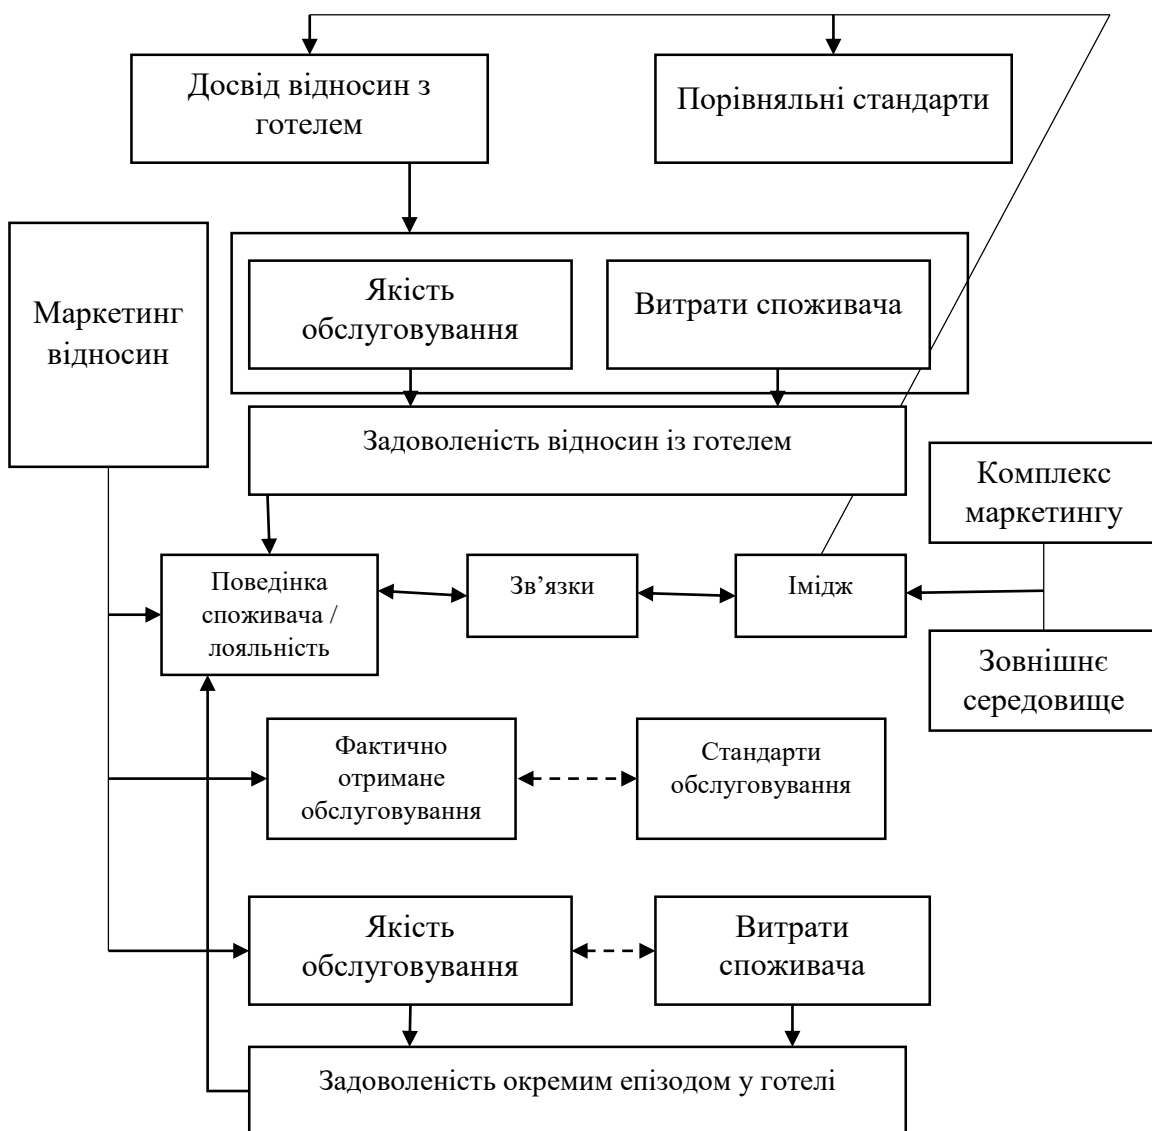 Досвід відносин з
готелем
Порівняльні стандарти
Маркетинг
відносин
Якість
обслуговування
Витрати споживача
Задоволеність відносин із готелем
Комплекс
маркетингу
Поведінка
споживача /
лояльність
Зв’язки
Імідж
Зовнішнє
середовище
Фактично
отримане
обслуговування
Стандарти
обслуговування
Якість
обслуговування
Витрати
споживача
Задоволеність окремим епізодом у готелі